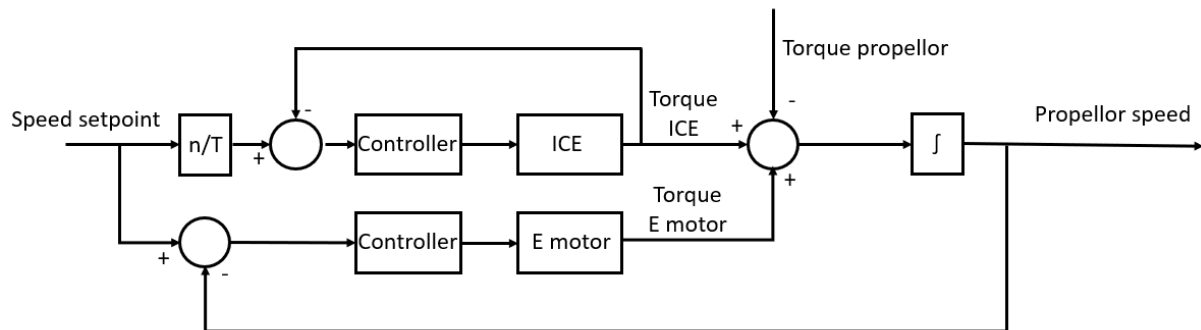 Torque propellor
-
-
Speed setpoint
n/T
+
Controller
ICE
Torque
ICE
+
∫
Propellor speed
+
Torque
E motor
Controller
E motor
+
-